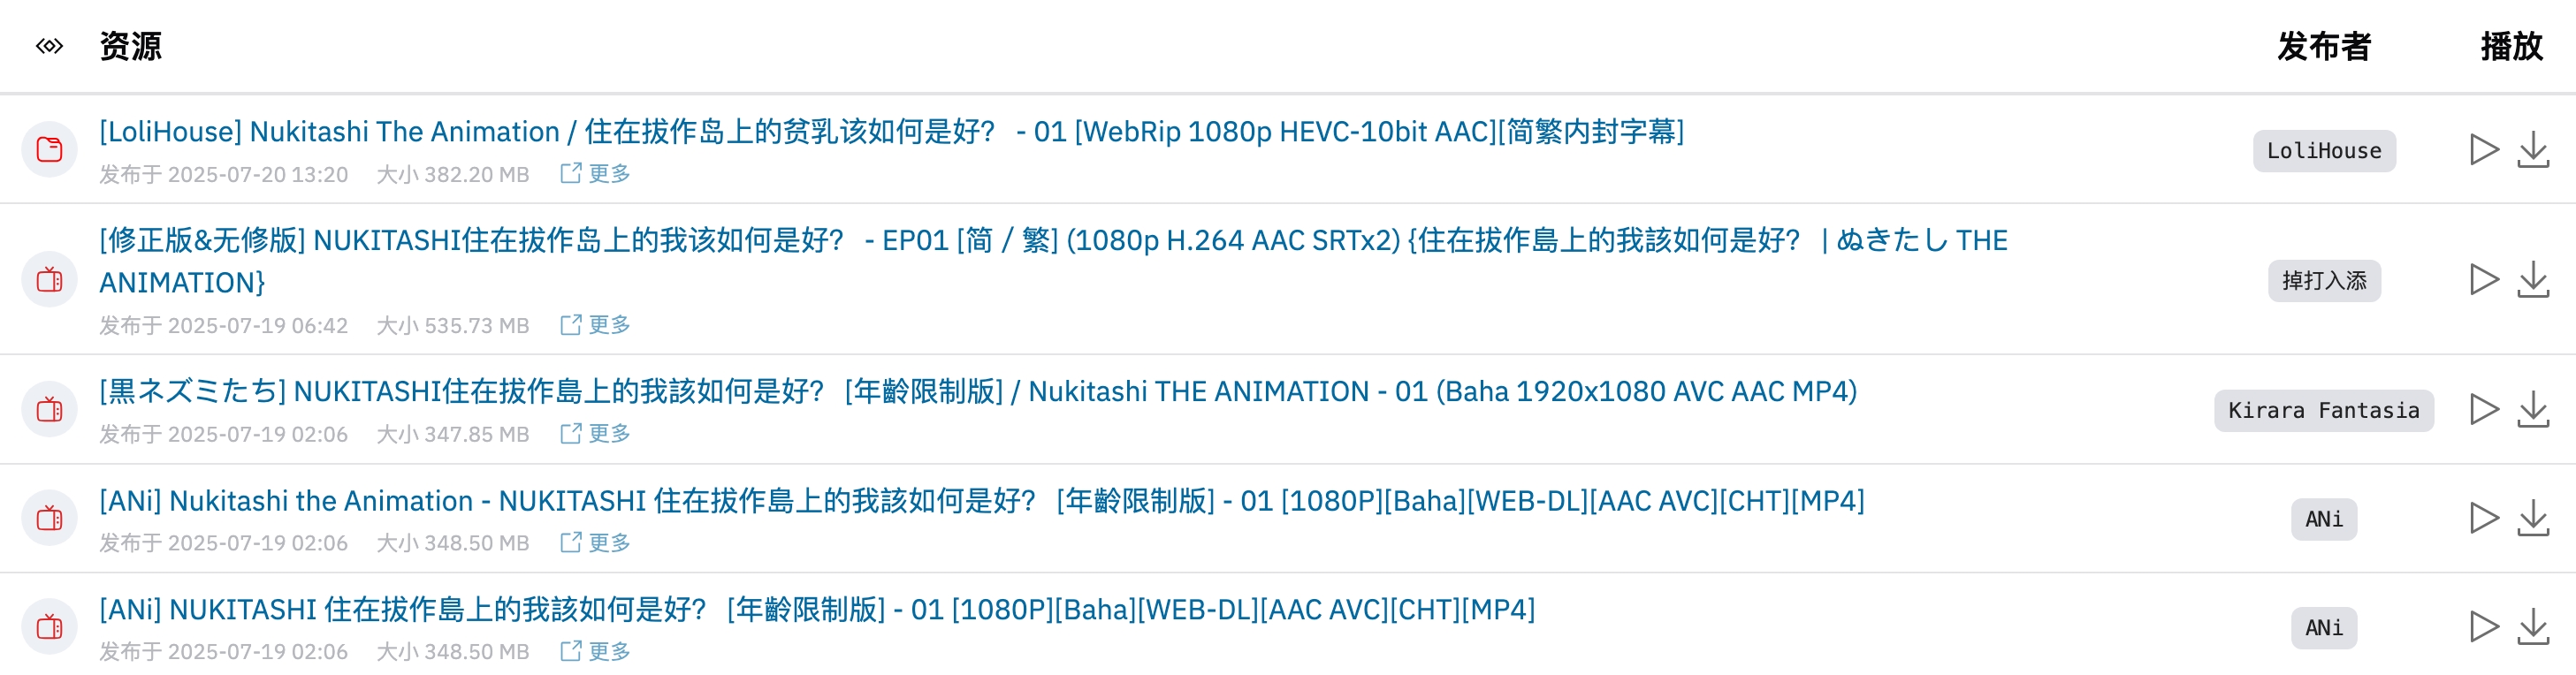 资源 发布者 播放
[LoliHouse] Nukitashi The Animation / 住在拔作岛上的贫乳该如何是好？ - 01 [WebRip 1080p HEVC-10bit AAC][简繁内封字幕]
发布于 2025-07-20 13:20 大小 382.20 MB 更多
LoliHouse
[修正版&无修版] NUKITASHI住在拔作岛上的我该如何是好？ - EP01 [简 / 繁] (1080p H.264 AAC SRTx2) {住在拔作島上的我該如何是好？ | ぬきたし THE
ANIMATION}
发布于 2025-07-19 06:42 大小 535.73 MB 更多
掉打入添
[黒ネズミたち] NUKITASHI住在拔作島上的我該如何是好？ [年齡限制版] / Nukitashi THE ANIMATION - 01 (Baha 1920x1080 AVC AAC MP4)
发布于 2025-07-19 02:06 大小 347.85 MB 更多
Kirara Fantasia
[ANi] Nukitashi the Animation - NUKITASHI 住在拔作島上的我該如何是好？ [年齡限制版] - 01 [1080P][Baha][WEB-DL][AAC AVC][CHT][MP4]
发布于 2025-07-19 02:06 大小 348.50 MB 更多
ANi
[ANi] NUKITASHI 住在拔作島上的我該如何是好？ [年齡限制版] - 01 [1080P][Baha][WEB-DL][AAC AVC][CHT][MP4]
发布于 2025-07-19 02:06 大小 348.50 MB 更多
ANi